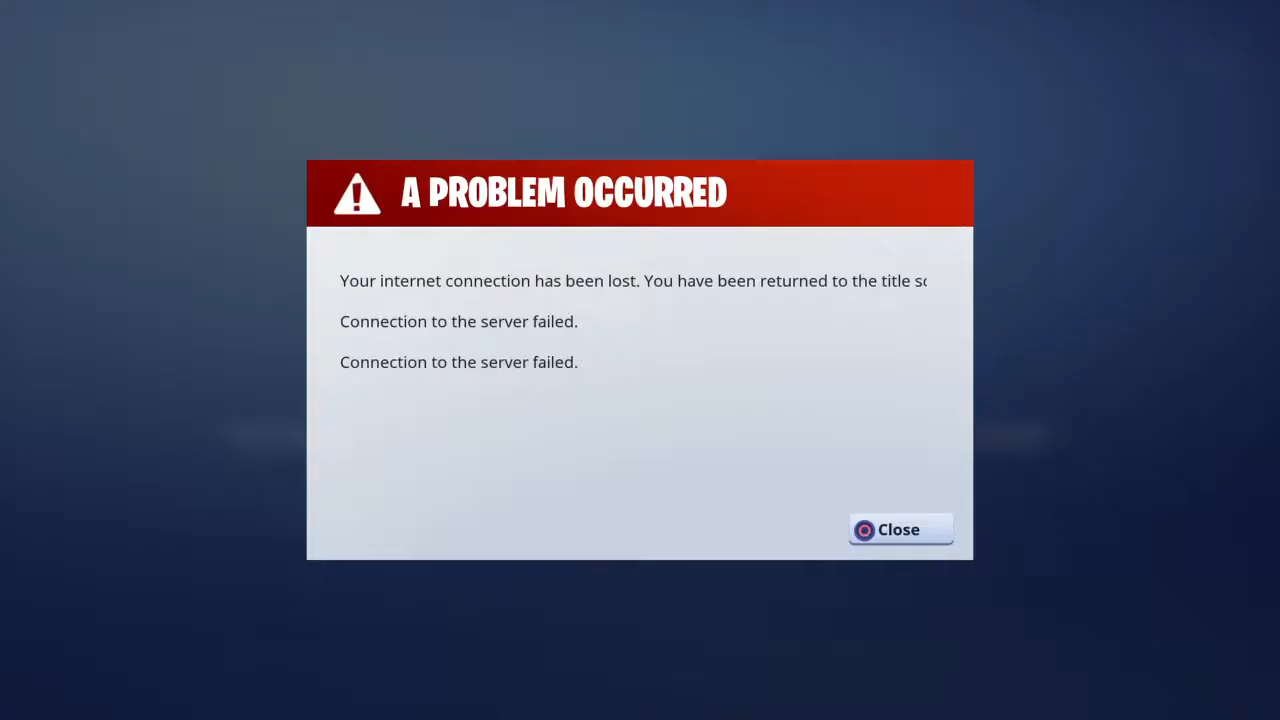 A PROBLEM OCCURRED
Your internet connection has been lost. You have been returned to the title
Connection to the server failed.
Connection to the server failed.
Close